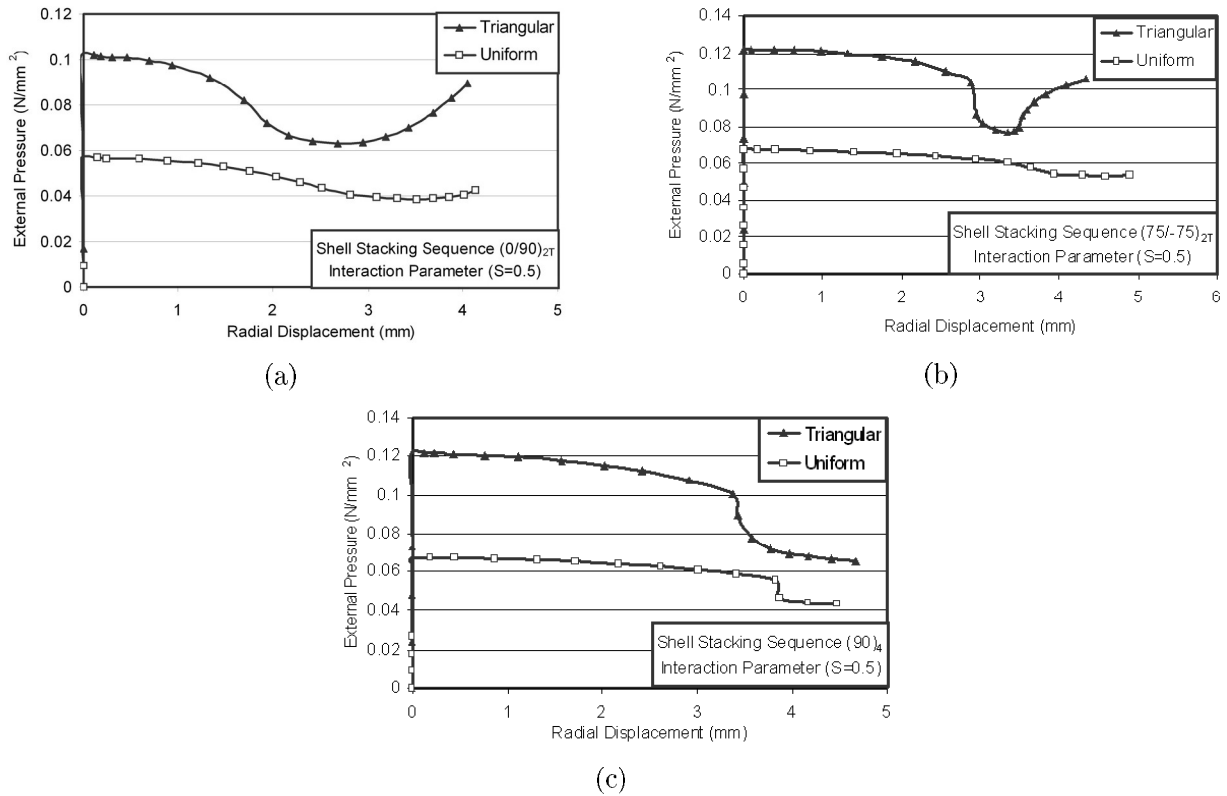 External Pressure (N/mm 2)
0.12
0.1
0.08
0.06
0.04
0.02
0
Triangular
Uniform
Shell Stacking Sequence (0/90)2T
Interaction Parameter (S=0.5)
0 1 2 3 4 5
Radial Displacement (mm)
(a)
External Pressure (N/mm 2)
0.14
0.12
0.1
0.08
0.06
0.04
0.02
0
Triangular
Uniform
Shell Stacking Sequence (75/-75)2T
Interaction Parameter (S=0.5)
0 1 2 3 4 5 6
Radial Displacement (mm)
(b)
External Pressure (N/mm 2)
0.14
0.12
0.1
0.08
0.06
0.04
0.02
0
Triangular
Uniform
Shell Stacking Sequence (90)4
Interaction Parameter (S=0.5)
0 1 2 3 4 5
Radial Displacement (mm)
(c)